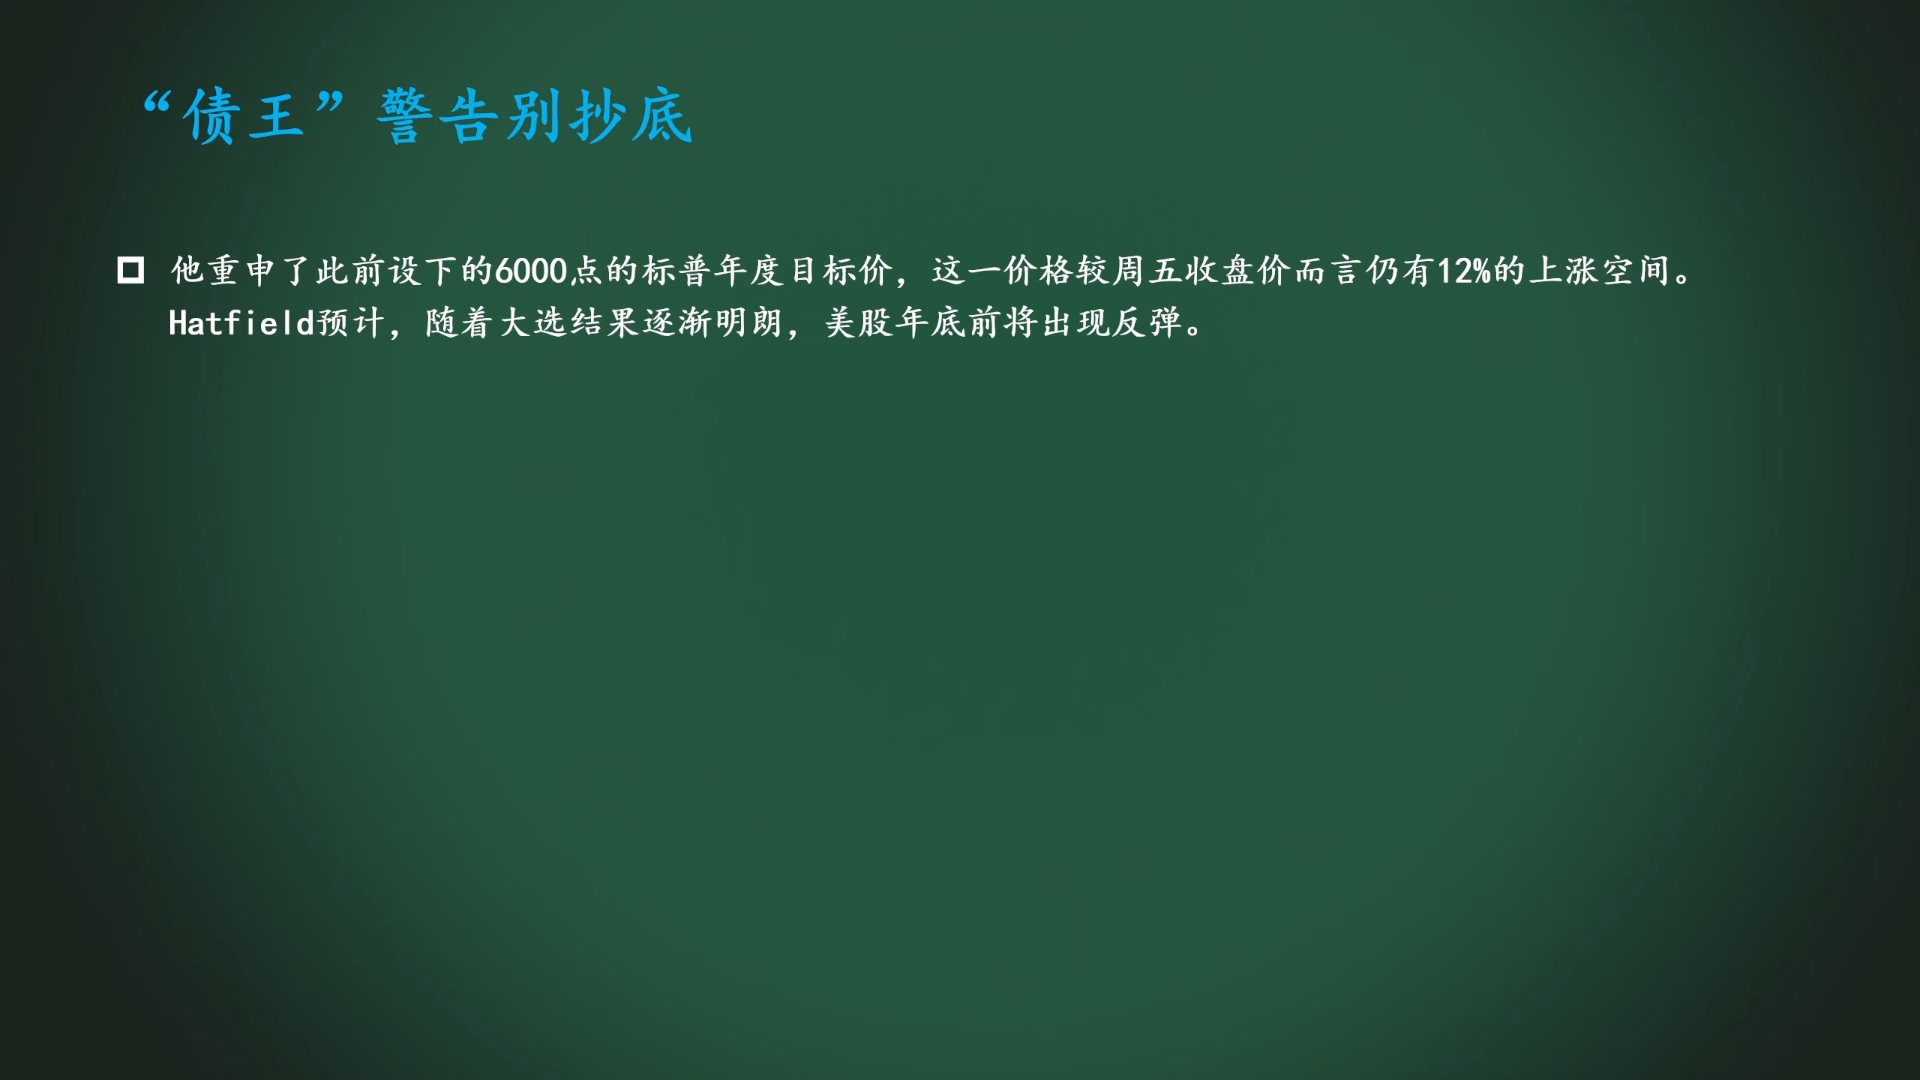 “债王”警告别抄底
他重申了此前设下的6000点的标普年度目标价，这一价格较周五收盘价而言仍有12%的上涨空间。
Hatfield预计，随着大选结果逐渐明朗，美股年底前将出现反弹。